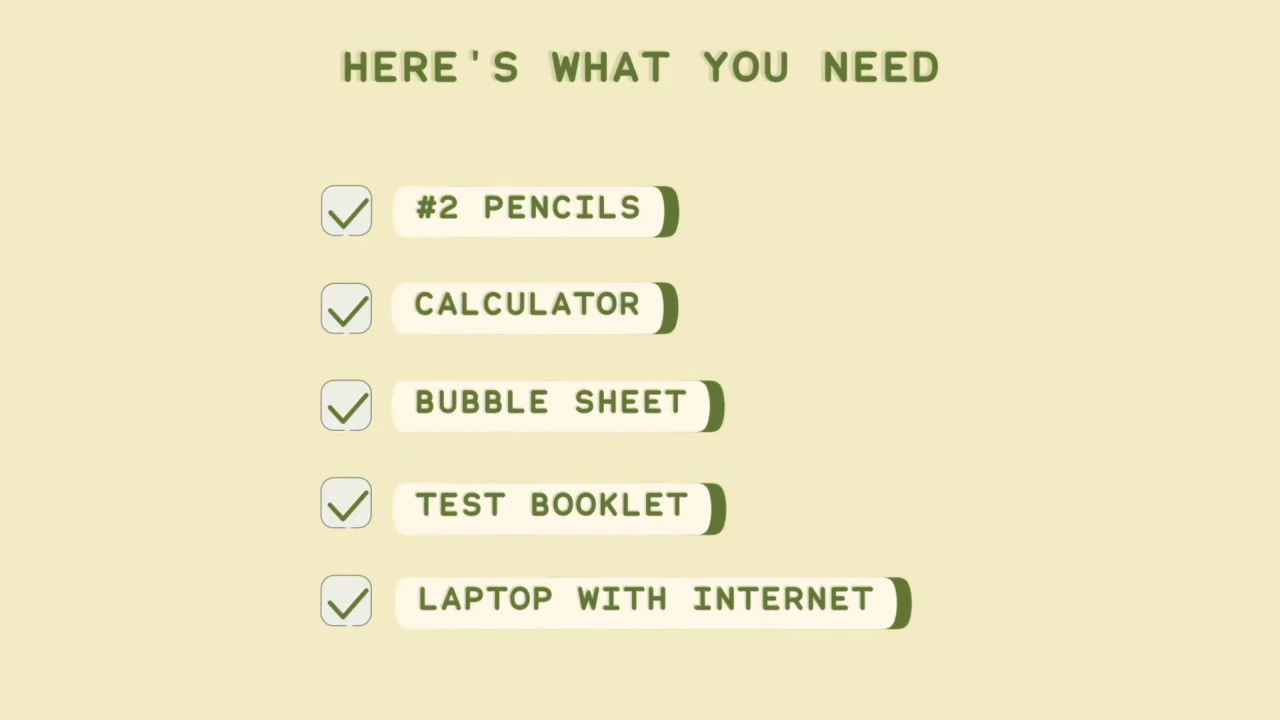 HERE'S WHAT YOU NEED
#2 PENCILS
CALCULATOR
BUBBLE SHEET
TEST BOOKLET
LAPTOP WITH INTERNET